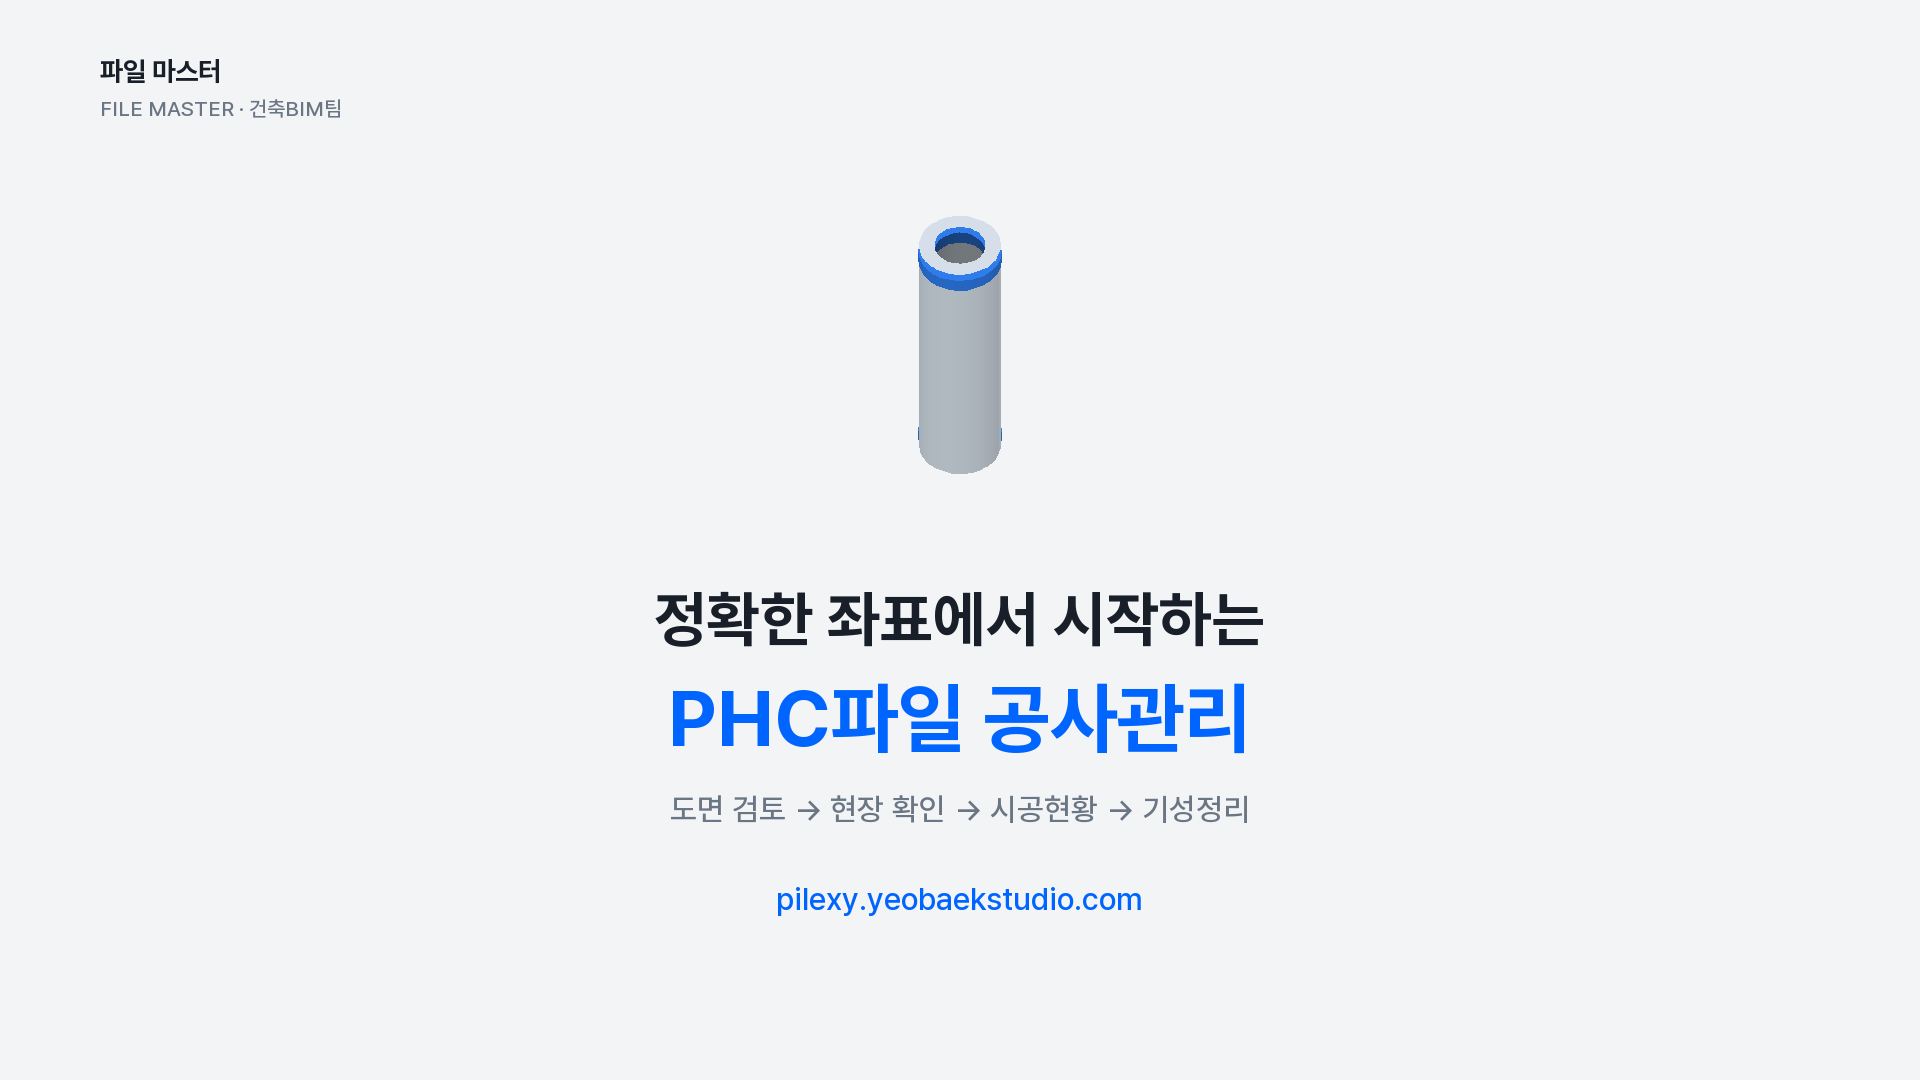 파일 마스터
FILE MASTER · 건축BIM팀
정확한 좌표에서 시작하는
PHC파일 공사관리
도면 검토 → 현장 확인 → 시공현황 → 기성정리
pilexy.yeobaekstudio.com